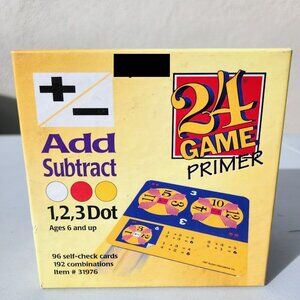 +
−
24
GAME
PRIMER
Add
Subtract
1,2,3 Dot
Ages 6 and up
96 self-check cards
192 combinations
Item # 31976